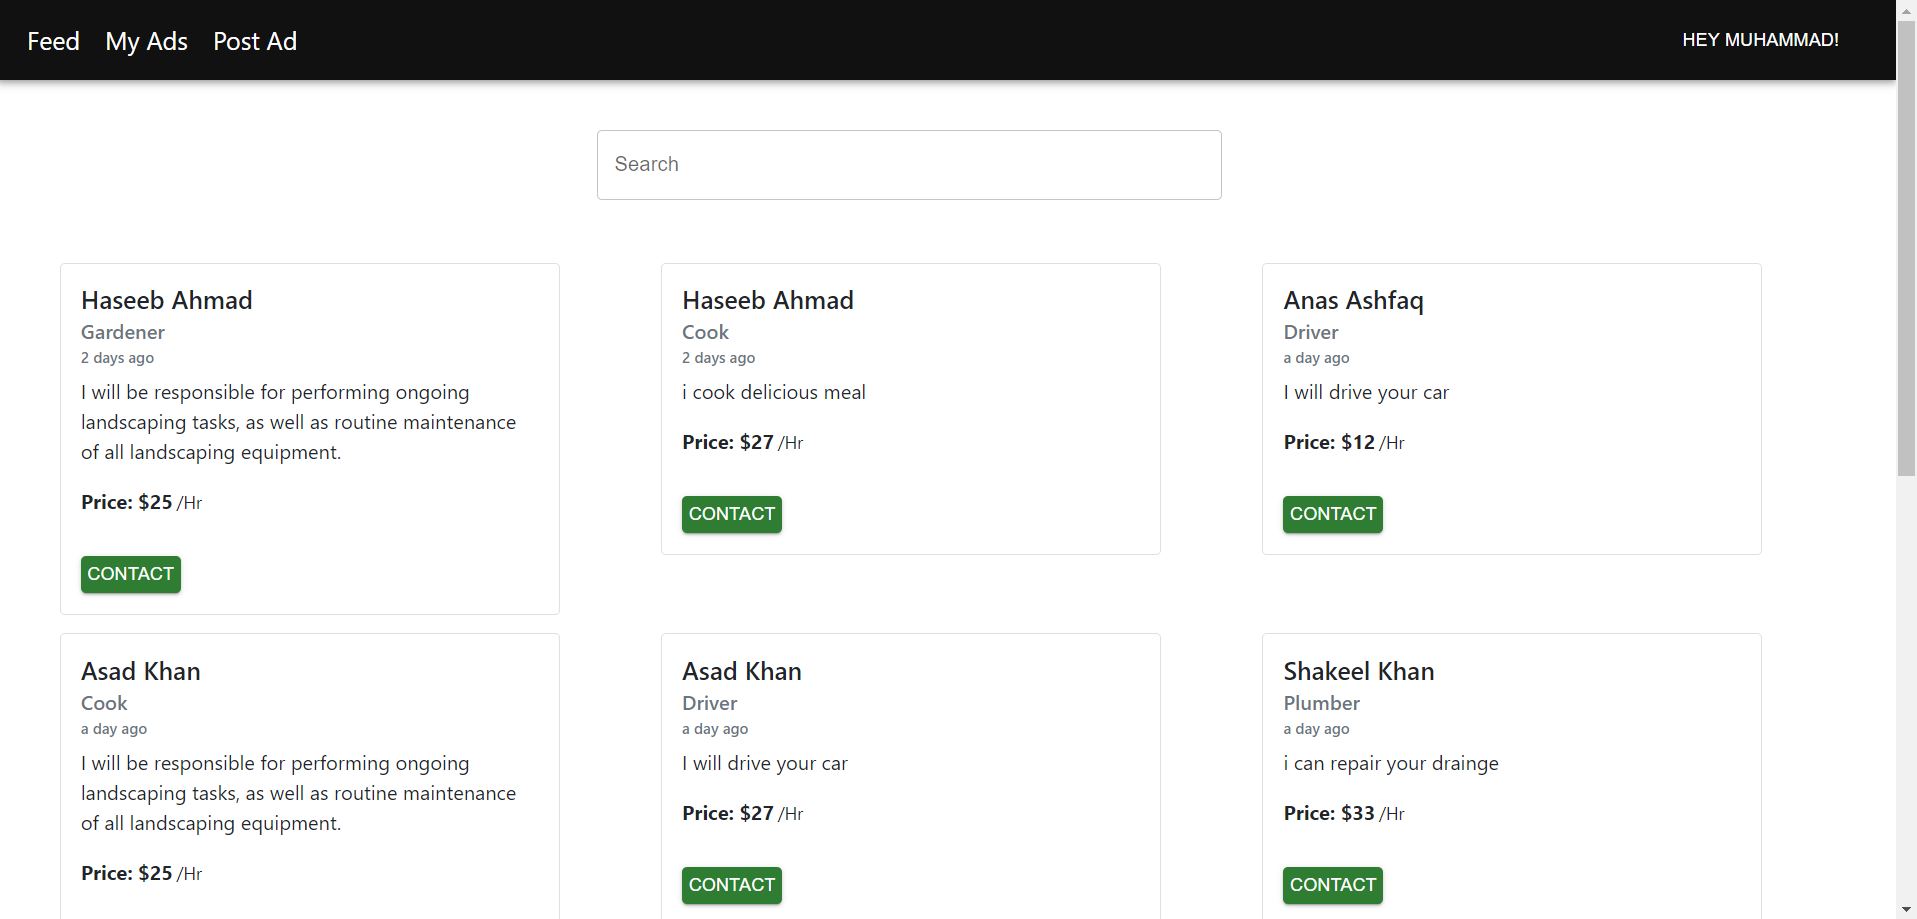 Feed My Ads Post Ad HEY MUHAMMAD!
Search
Haseeb Ahmad
Gardener
2 days ago
I will be responsible for performing ongoing
landscaping tasks, as well as routine maintenance
of all landscaping equipment.
Price: $25 /Hr
CONTACT
Haseeb Ahmad
Cook
2 days ago
i cook delicious meal
Price: $27 /Hr
CONTACT
Anas Ashfaq
Driver
a day ago
I will drive your car
Price: $12 /Hr
CONTACT
Asad Khan
Cook
a day ago
I will be responsible for performing ongoing
landscaping tasks, as well as routine maintenance
of all landscaping equipment.
Price: $25 /Hr
Asad Khan
Driver
a day ago
I will drive your car
Price: $27 /Hr
CONTACT
Shakeel Khan
Plumber
a day ago
i can repair your drainge
Price: $33 /Hr
CONTACT